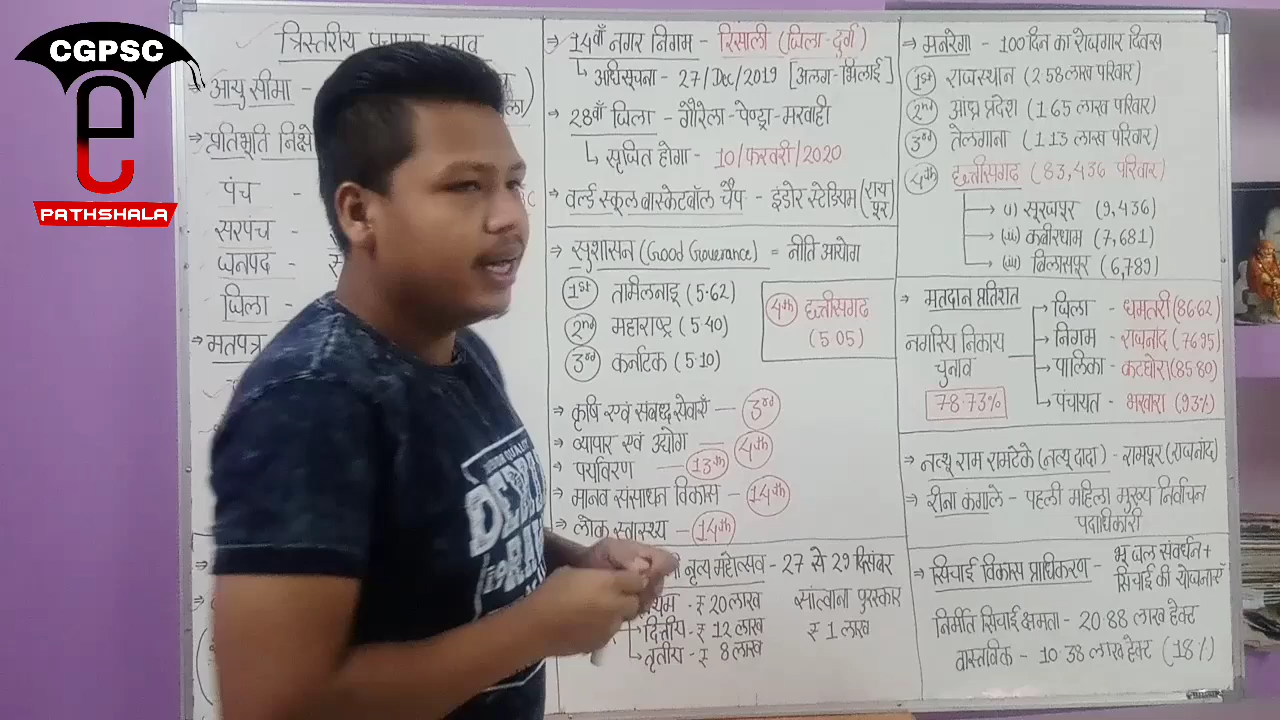 CGPSC
e
PATHSHALA
त्रिस्तरीय पंचायत चुनाव
→ आयु सीमा -
→ प्रतिभूति निक्षे
पंच -
सरपंच -
जनपद -
जिला -
→ मतपत्र
→ 14वाँ नगर निगम - रिसाली (जिला - दुर्ग)
अधिसूचना - 27/Dec/2019 [अलग - भिलाई]
→ 28वाँ जिला - गौरेला-पेण्ड्रा-मरवाही
सृजित होगा - 10/फरवरी/2020
→ वर्ल्ड स्कूल बास्केटबॉल चैंप - इंडोर स्टेडियम (रायपुर)
→ सुशासन (Good Goverance) = नीति आयोग
1st तामिलनाडू (5.62)
2nd महाराष्ट्र (5.40)
3rd कर्नाटक (5.10)
4th छत्तीसगढ़
(5.05)
→ कृषि एवं संबध्द सेवाएँ - 3rd
→ व्यापार एवं उद्योग - 4th
→ पर्यावरण - 13th
→ मानव संसाधन विकास - 14th
→ लोक स्वास्थ्य - 14th
नृत्य महोत्सव - 27 से 29 दिसंबर
- ₹ 20 लाख सांत्वाना पुरस्कार
द्वितीय - ₹ 12 लाख ₹ 1 लाख
तृतीय - ₹ 8 लाख
→ मनरेगा - 100 दिन का रोजगार दिवस
1st राजस्थान (2.58 लाख परिवार)
2nd आंध्र प्रदेश (1.65 लाख परिवार)
3rd तेलंगाना (1.13 लाख परिवार)
4th छत्तीसगढ़ (83,436 परिवार)
(i) सूरजपूर (9,436)
(ii) कबीरधाम (7,681)
(iii) बिलासपूर (6,789)
→ मतदान प्रतिशत
नगरिय निकाय
चुनाव
78.73%
जिला - धमतरी (86.62)
निगम - राजनांद (76.95)
पालिका - कटघोरा (85.80)
पंचायत - भखारा (93%)
→ नत्थू राम रामटेके (नत्थू दादा) - रामपूर (राजनांद)
→ रीना कंगाले - पहली महिला मुख्य निर्वाचन
पदाधिकारी
→ सिंचाई विकास प्राधिकरण - भू जल संवर्धन +
सिंचाई की योजनाएँ
निर्मित सिंचाई क्षमता - 20.88 लाख हेक्ट
वास्तविक - 10.38 लाख हेक्ट (18%)